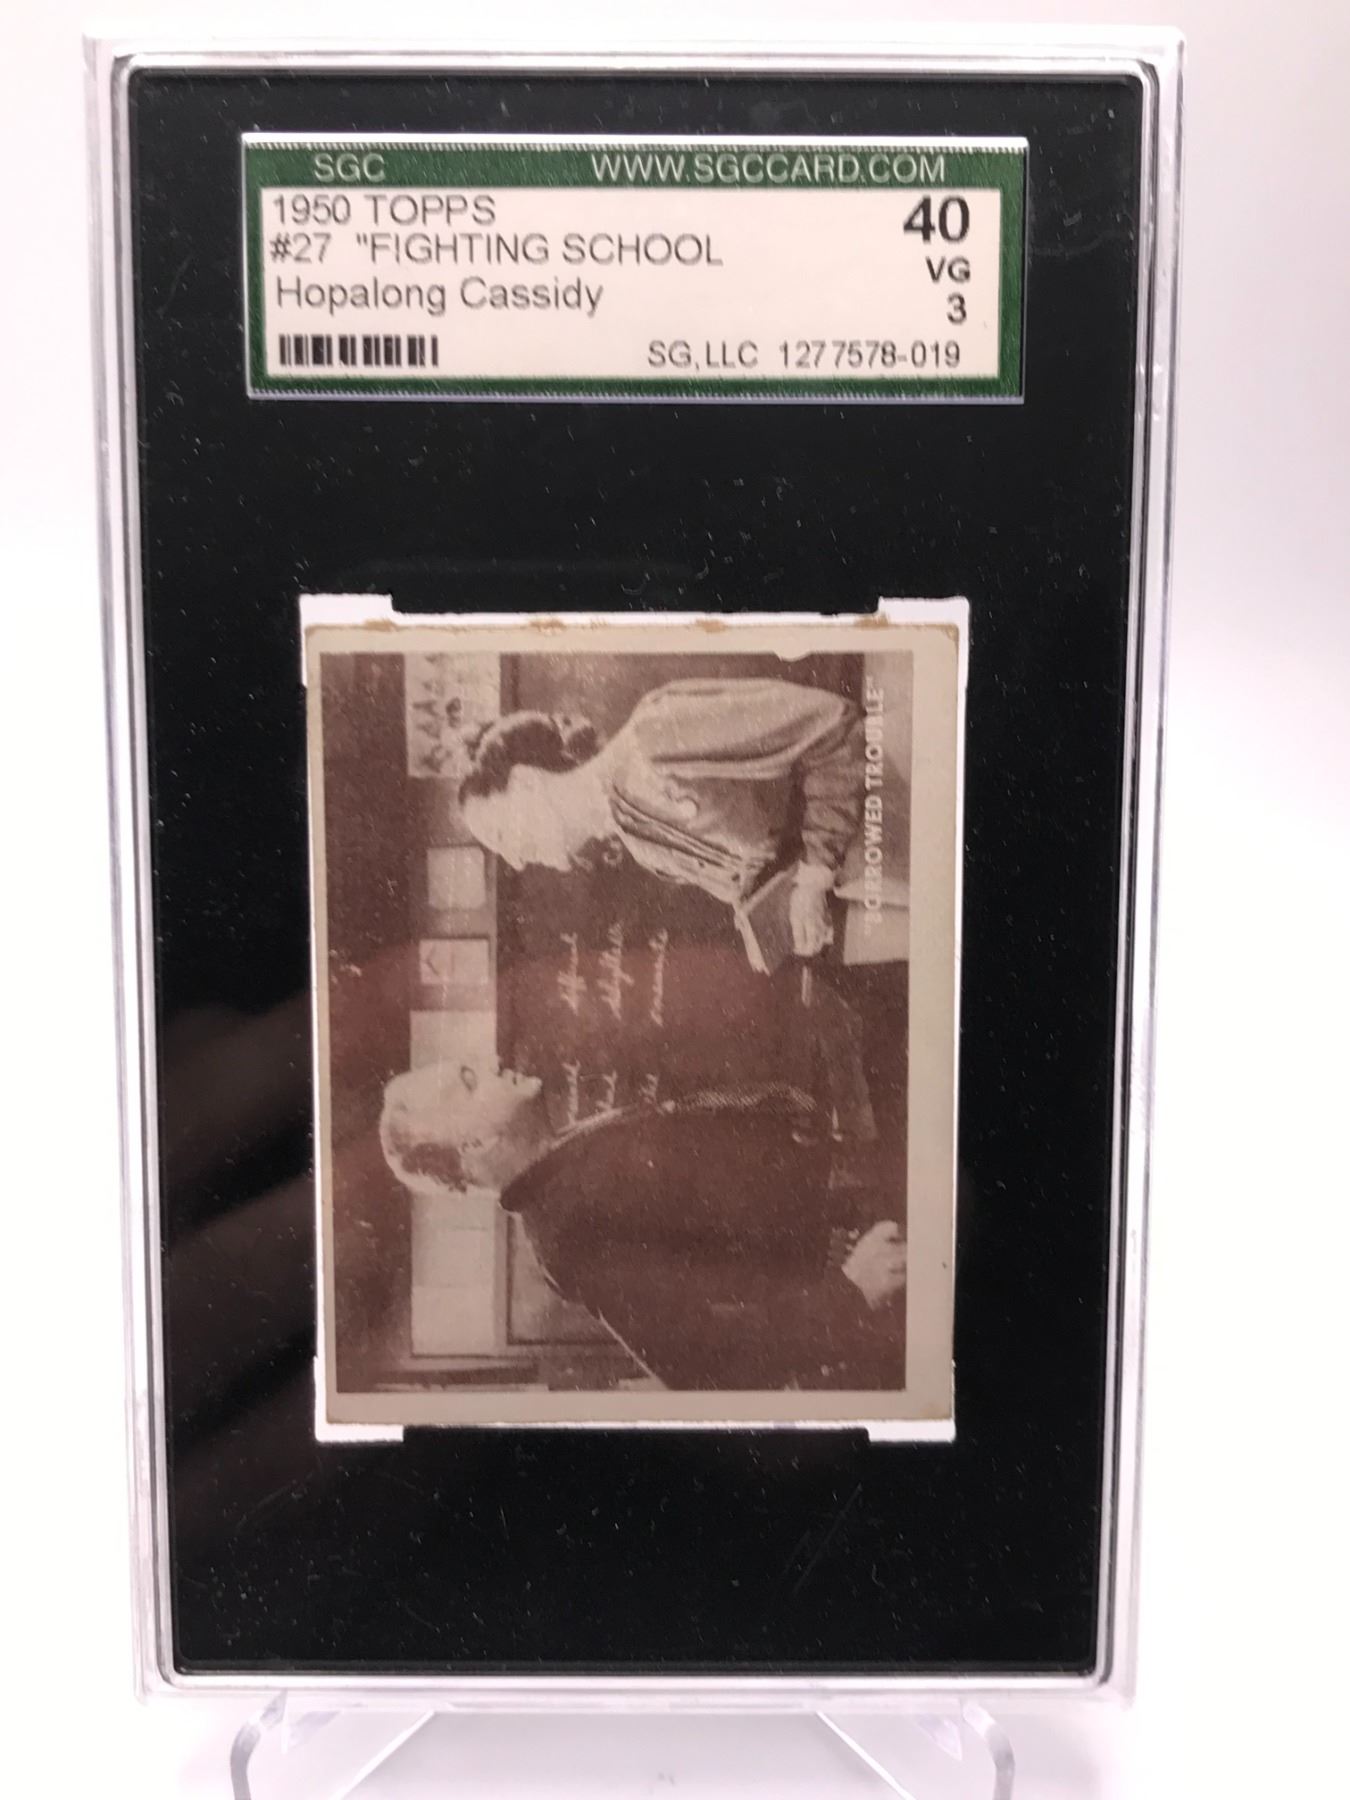 SGC WWW.SGCCARD.COM
1950 TOPPS 40
#27 "FIGHTING SCHOOL VG
Hopalong Cassidy 3
SG,LLC 1277578-019
"BORROWED TROUBLE"